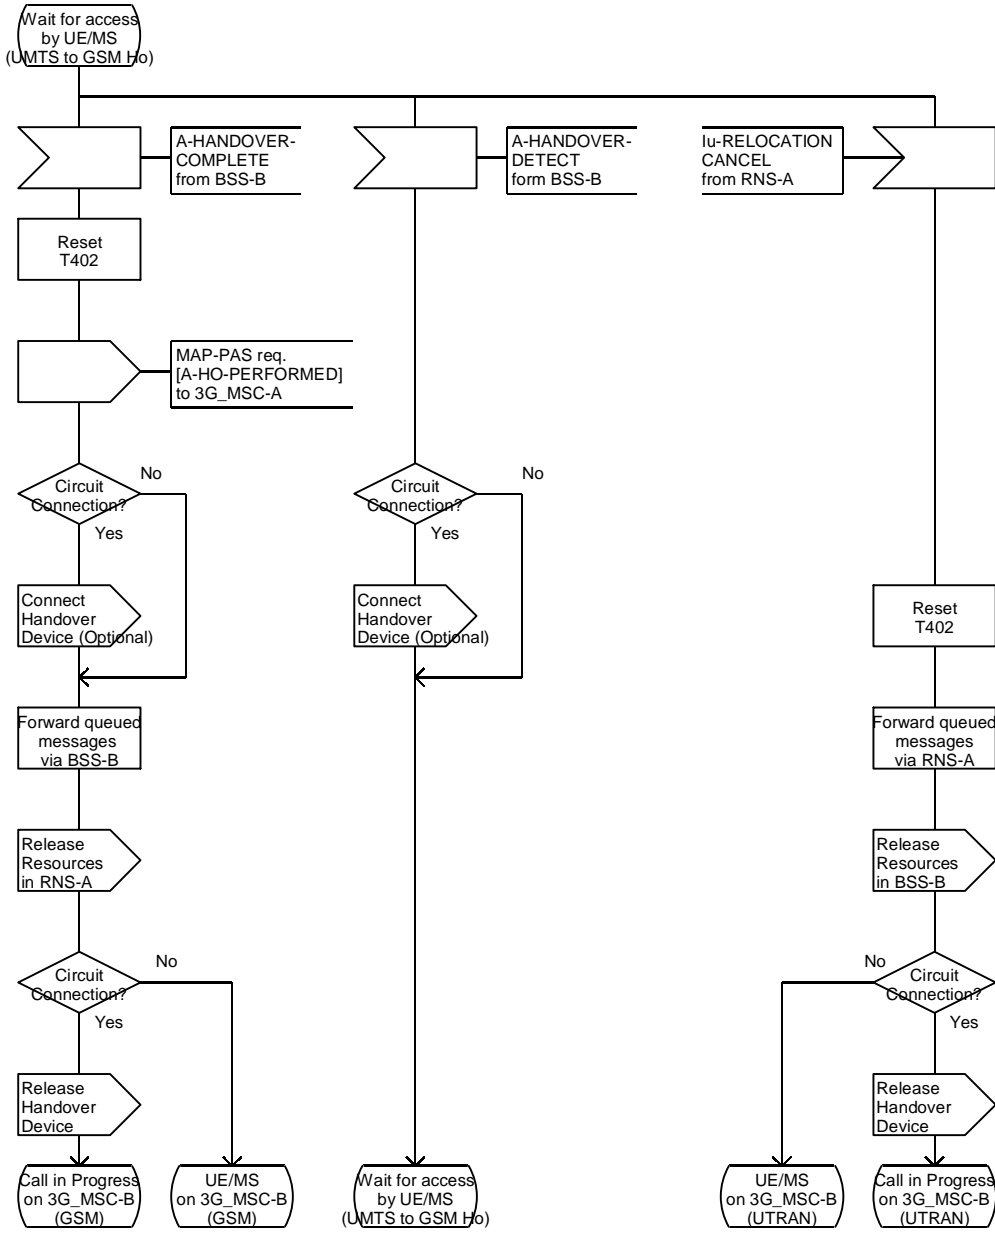 Wait for access
by UE/MS
(UMTS to GSM Ho)
A-HANDOVER-
COMPLETE
from BSS-B
A-HANDOVER-
DETECT
form BSS-B
Iu-RELOCATION
CANCEL
from RNS-A
Reset
T402
MAP-PAS req.
[A-HO-PERFORMED]
to 3G_MSC-A
No
Circuit
Connection?
Yes
No
Circuit
Connection?
Yes
Connect
Handover
Device (Optional)
Connect
Handover
Device (Optional)
Reset
T402
Forward queued
messages
via BSS-B
Forward queued
messages
via RNS-A
Release
Resources
in RNS-A
Release
Resources
in BSS-B
No
Circuit
Connection?
Yes
No
Circuit
Connection?
Yes
Release
Handover
Device
Release
Handover
Device
Call in Progress
on 3G_MSC-B
(GSM)
UE/MS
on 3G_MSC-B
(GSM)
Wait for access
by UE/MS
(UMTS to GSM Ho)
UE/MS
on 3G_MSC-B
(UTRAN)
Call in Progress
on 3G_MSC-B
(UTRAN)